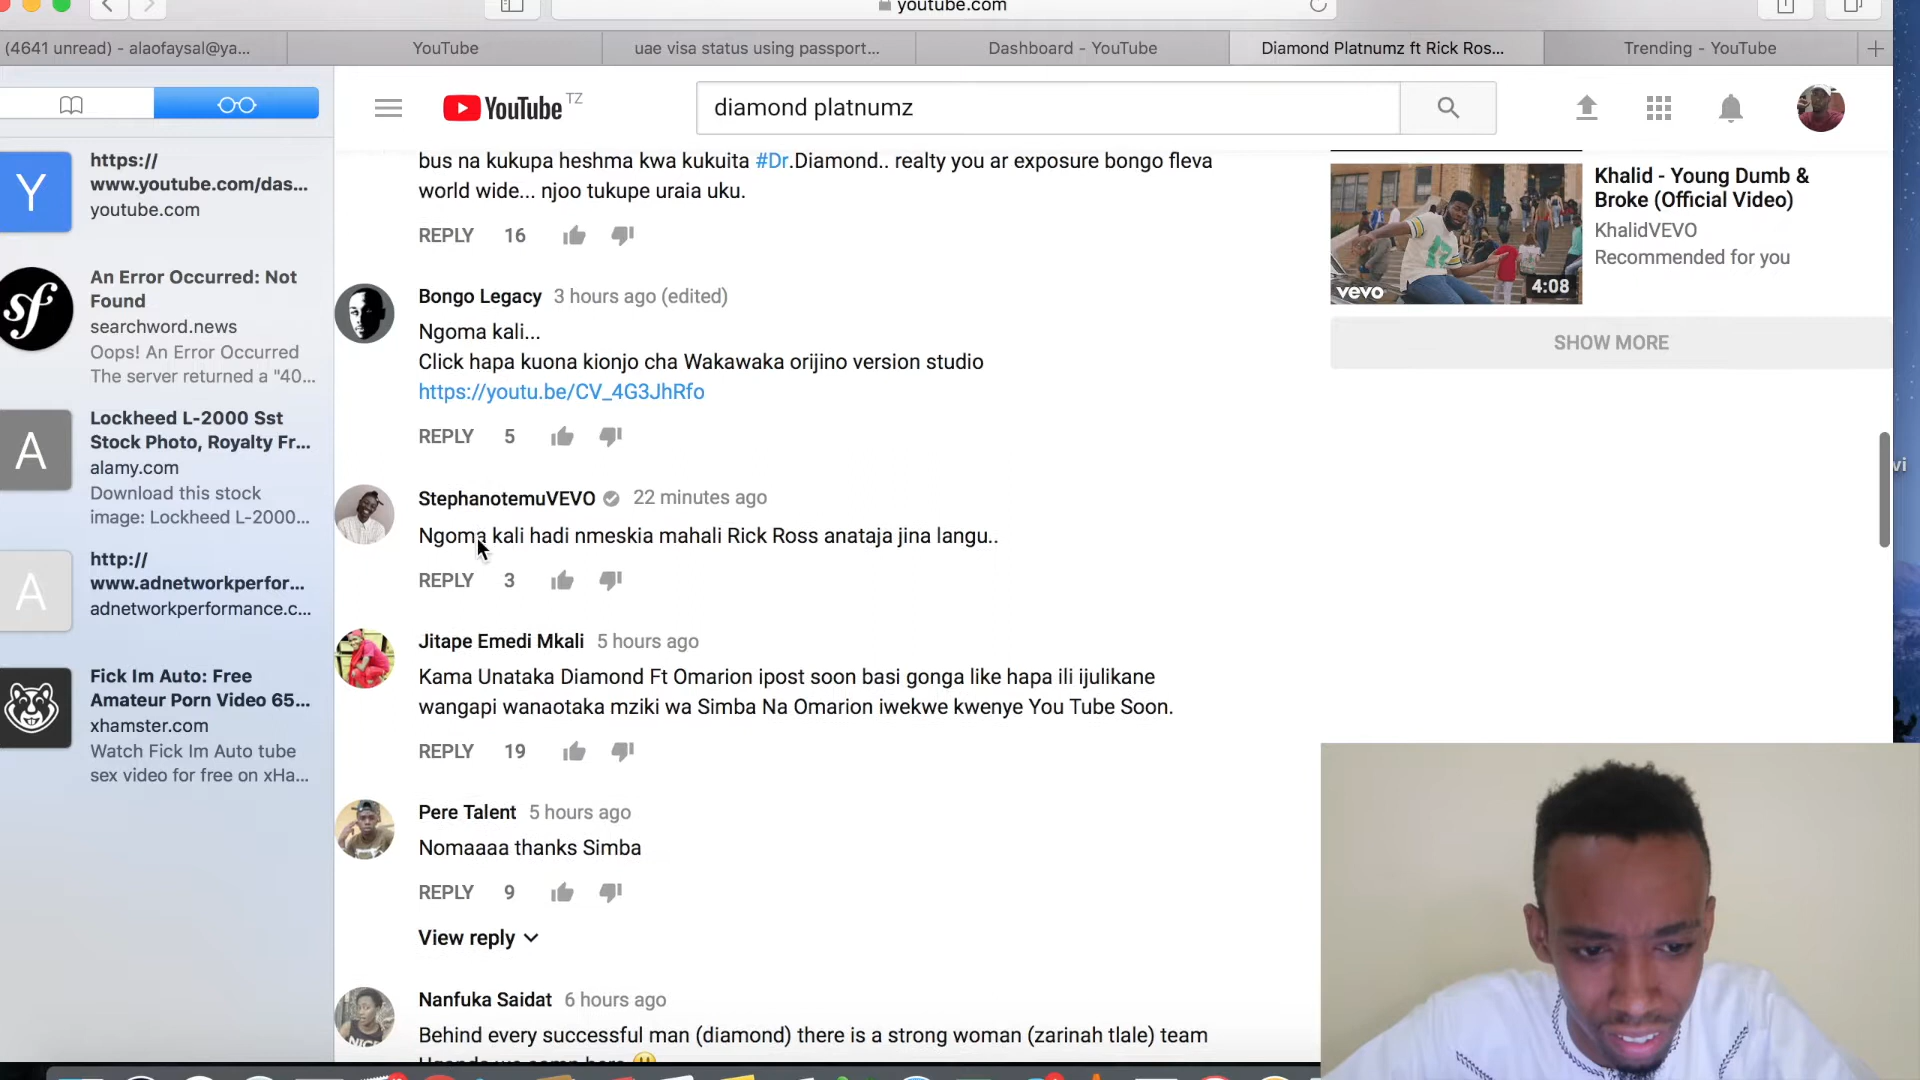 youtube.com
(4641 unread) - alaofaysal@ya...
YouTube
uae visa status using passport...
Dashboard - YouTube
Diamond Platnumz ft Rick Ros...
Trending - YouTube
YouTube TZ
diamond platnumz
https://
www.youtube.com/das...
youtube.com
An Error Occurred: Not
Found
searchword.news
Oops! An Error Occurred
The server returned a "40...
Lockheed L-2000 Sst
Stock Photo, Royalty Fr...
alamy.com
Download this stock
image: Lockheed L-2000...
http://
www.adnetworkperfor...
adnetworkperformance.c...
Fick Im Auto: Free
Amateur Porn Video 65...
xhamster.com
Watch Fick Im Auto tube
sex video for free on xHa...
Y
sf
A
A
bus na kukupa heshma kwa kukuita #Dr.Diamond.. realty you ar exposure bongo fleva
world wide... njoo tukupe uraia uku.
REPLY 16
Bongo Legacy 3 hours ago (edited)
Ngoma kali...
Click hapa kuona kionjo cha Wakawaka orijino version studio
https://youtu.be/CV_4G3JhRfo
REPLY 5
StephanotemuVEVO 22 minutes ago
Ngoma kali hadi nmeskia mahali Rick Ross anataja jina langu..
REPLY 3
Jitape Emedi Mkali 5 hours ago
Kama Unataka Diamond Ft Omarion ipost soon basi gonga like hapa ili ijulikane
wangapi wanaotaka mziki wa Simba Na Omarion iwekwe kwenye You Tube Soon.
REPLY 19
Pere Talent 5 hours ago
Nomaaaa thanks Simba
REPLY 9
View reply
Nanfuka Saidat 6 hours ago
Behind every successful man (diamond) there is a strong woman (zarinah tlale) team
Khalid - Young Dumb &
Broke (Official Video)
KhalidVEVO
Recommended for you
vevo
4:08
SHOW MORE
vi